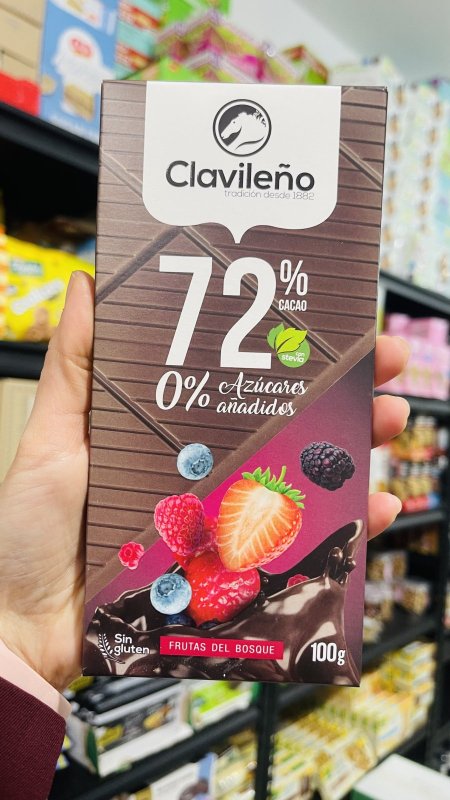 Clavileño
tradición desde 1882
72%
CACAO
con
stevia
0% Azúcares
añadidos
Sin
gluten
FRUTAS DEL BOSQUE
100g